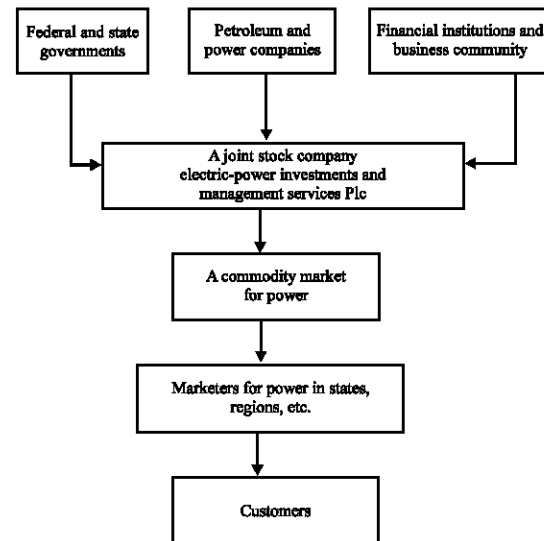 Federal and state
governments
Petroleum and
power companies
Financial institutions and
business community
A joint stock company
electric-power investments and
management services Plc
A commodity market
for power
Marketers for power in states,
regions, etc.
Customers